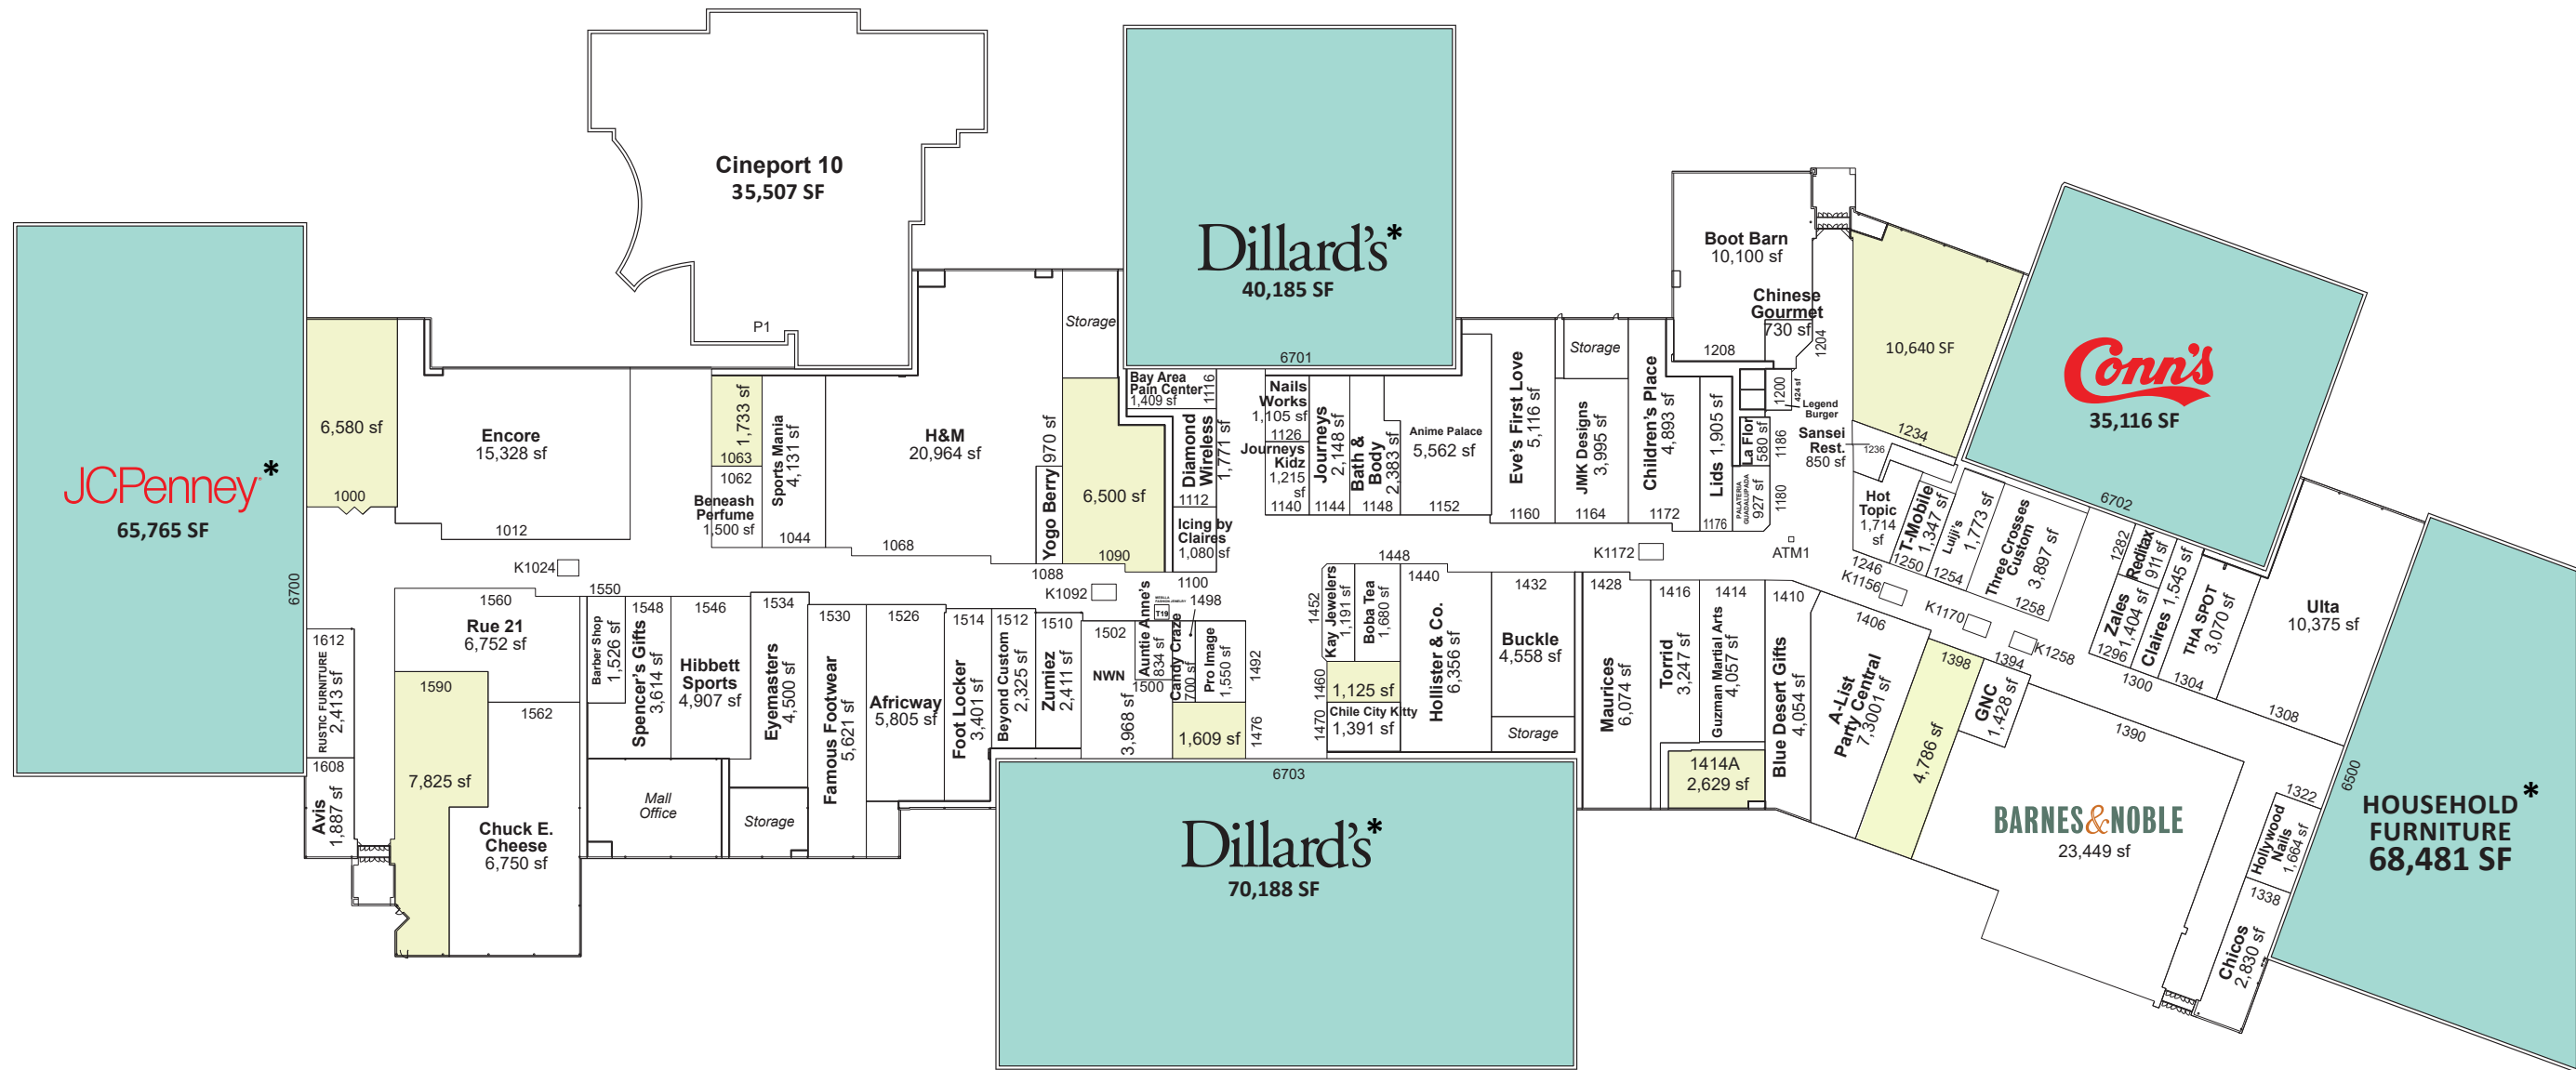 Cineport 10
35,507 SF
P1
JCPenney*
65,765 SF
6700
6,580 sf
1000
Encore
15,328 sf
1012
K1024
1,733 sf
1063
1062
Beneash
Perfume
1,500 sf
Sports Mania
4,131 sf
1044
H&M
20,964 sf
1068
Storage
Yogo Berry 970 sf
1088
6,500 sf
1090
K1092
Dillard's*
40,185 SF
6701
Bay Area
Pain Center
1,409 sf
1116
Diamond
Wireless
1,771 sf
1112
Icing by
Claires
1,080 sf
1100
Nails
Works
1,105 sf
1126
Journeys
Kidz
1,215
sf
1140
Journeys
2,148 sf
1144
Bath &
Body
2,383 sf
1148
Anime Palace
5,562 sf
1152
Eve's First Love
5,116 sf
1160
Storage
JMK Designs
3,995 sf
1164
Children's Place
4,893 sf
1172
K1172
Lids 1,905 sf
1176
Boot Barn
10,100 sf
1208
Chinese
Gourmet
730 sf
1204
1200
424 sf
Legend
Burger
La Flor
580 sf
1186
PALATERIA
GUADALUPADA
927 sf
1180
ATM1
10,640 SF
1234
Sansei
Rest.
850 sf
1236
Hot
Topic
1,714
sf
1246
T-Mobile
1,347 sf
1250
Luiji's
1,773 sf
1254
Three Crosses
Custom
3,897 sf
1258
K1156
K1170
K1258
Conn's
35,116 SF
6702
1282
Reditax
911 sf
Zales
1,404 sf
1296
Claires 1,545 sf
1300
THA SPOT
3,070 sf
1304
Ulta
10,375 sf
1308
HOUSEHOLD*
FURNITURE
68,481 SF
6500
1322
Hollywood
Nails
1,664 sf
1338
Chicos
2,830 sf
1390
BARNES&NOBLE
23,449 sf
1394
GNC
1,428 sf
1398
4,786 sf
1406
A-List
Party Central
7,3001 sf
1410
Blue Desert Gifts
4,054 sf
1414
Guzman Martial Arts
4,057 sf
1414A
2,629 sf
1416
Torrid
3,247 sf
1428
Maurices
6,074 sf
1432
Buckle
4,558 sf
Storage
1440
Hollister & Co.
6,356 sf
1448
Boba Tea
1,680 sf
1452
Kay Jewelers
1,191 sf
1460
1,125 sf
1470
Chile City Kitty
1,391 sf
Dillard's*
70,188 SF
6703
1476
1,609 sf
1492
Pro Image
1,550 sf
1498
Candy Craze
700 sf
T19
Auntie Anne's
834 sf
1500
1502
NWN
3,968 sf
1510
Zumiez
2,411 sf
1512
Beyond Custom
2,325 sf
1514
Foot Locker
3,401 sf
1526
Africway
5,805 sf
1530
Famous Footwear
5,621 sf
1534
Eyemasters
4,500 sf
Storage
1546
Hibbett
Sports
4,907 sf
1548
Spencer's Gifts
3,614 sf
1550
Barber Shop
1,526 sf
Mall
Office
1560
Rue 21
6,752 sf
1562
Chuck E.
Cheese
6,750 sf
1590
7,825 sf
1612
RUSTIC FURNITURE
2,413 sf
1608
Avis
1,887 sf